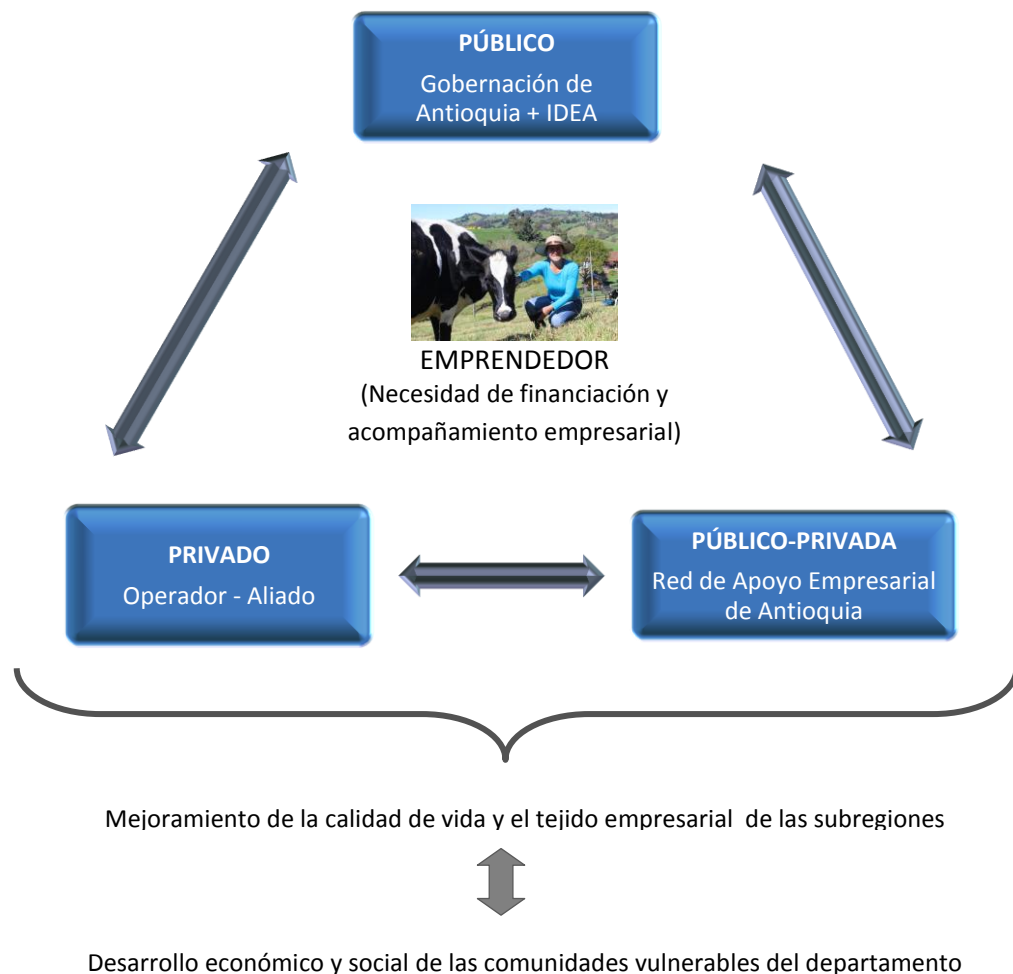 PÚBLICO
Gobernación de
Antioquia + IDEA
EMPRENDEDOR
(Necesidad de financiación y
acompañamiento empresarial)
PRIVADO
Operador - Aliado
PÚBLICO-PRIVADA
Red de Apoyo Empresarial
de Antioquia
Mejoramiento de la calidad de vida y el tejido empresarial de las subregiones
Desarrollo económico y social de las comunidades vulnerables del departamento